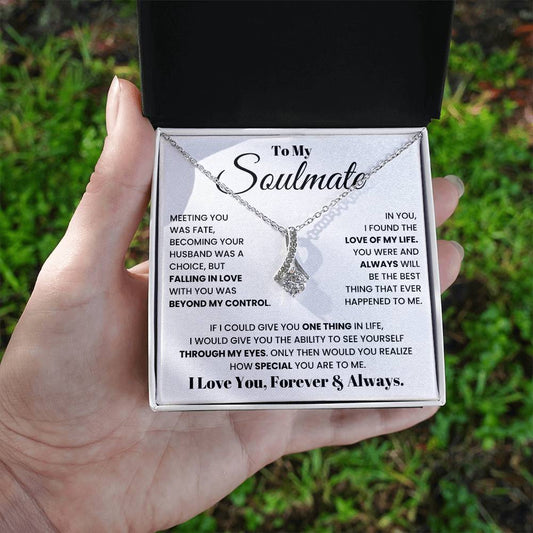 To My
Soulmate
MEETING YOU
WAS FATE,
BECOMING YOUR
HUSBAND WAS A
CHOICE, BUT
FALLING IN LOVE
WITH YOU WAS
BEYOND MY CONTROL.
IN YOU,
I FOUND THE
LOVE OF MY LIFE.
YOU WERE AND
ALWAYS WILL
BE THE BEST
THING THAT EVER
HAPPENED TO ME.
IF I COULD GIVE YOU ONE THING IN LIFE,
I WOULD GIVE YOU THE ABILITY TO SEE YOURSELF
THROUGH MY EYES. ONLY THEN WOULD YOU REALIZE
HOW SPECIAL YOU ARE TO ME.
I Love You, Forever & Always.